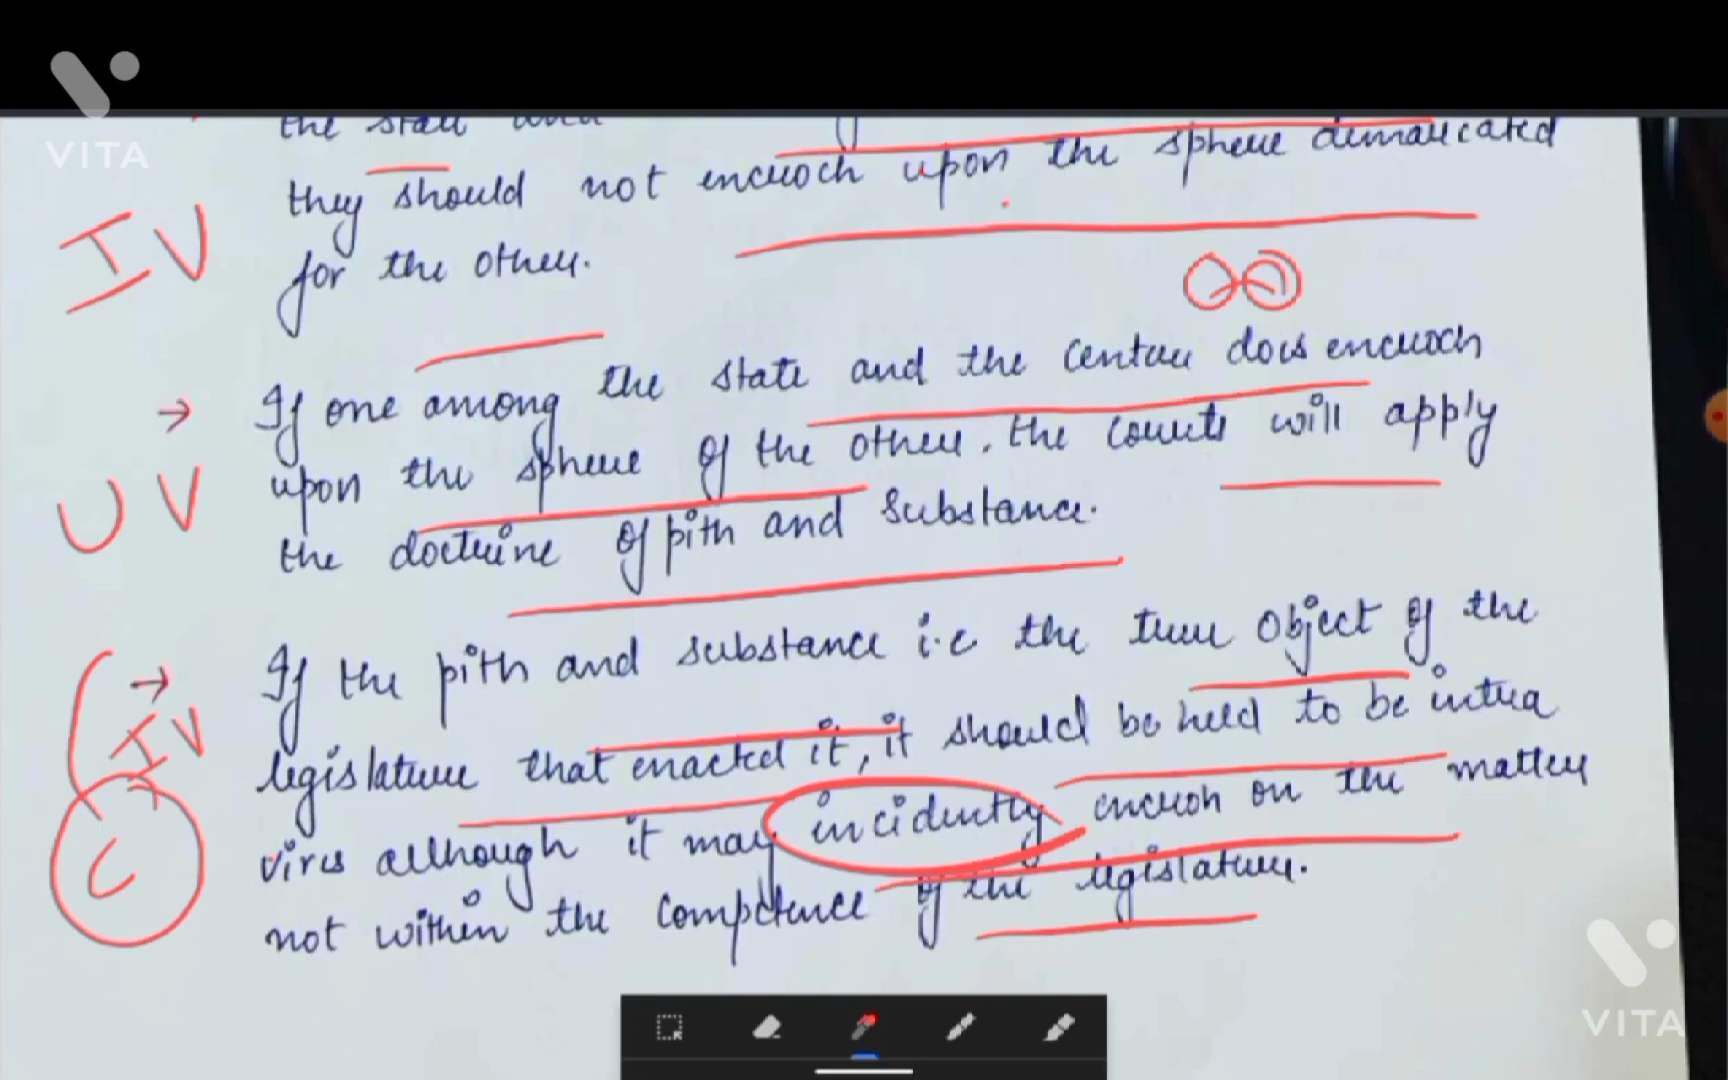 VITA
the state and
they should not encroch upon the sphere demarcated
for the other.
IV
→ If one among the state and the centre does encroch
upon the sphere of the other. the courts will apply
UV
the doctrine of pith and substance.
→ If the pith and substance i.e the true object of the
IV
legislature that enacted it, it should be held to be intra
vires although it may incidently encroh on the matter
C
not within the competence of the legislature.
VITA